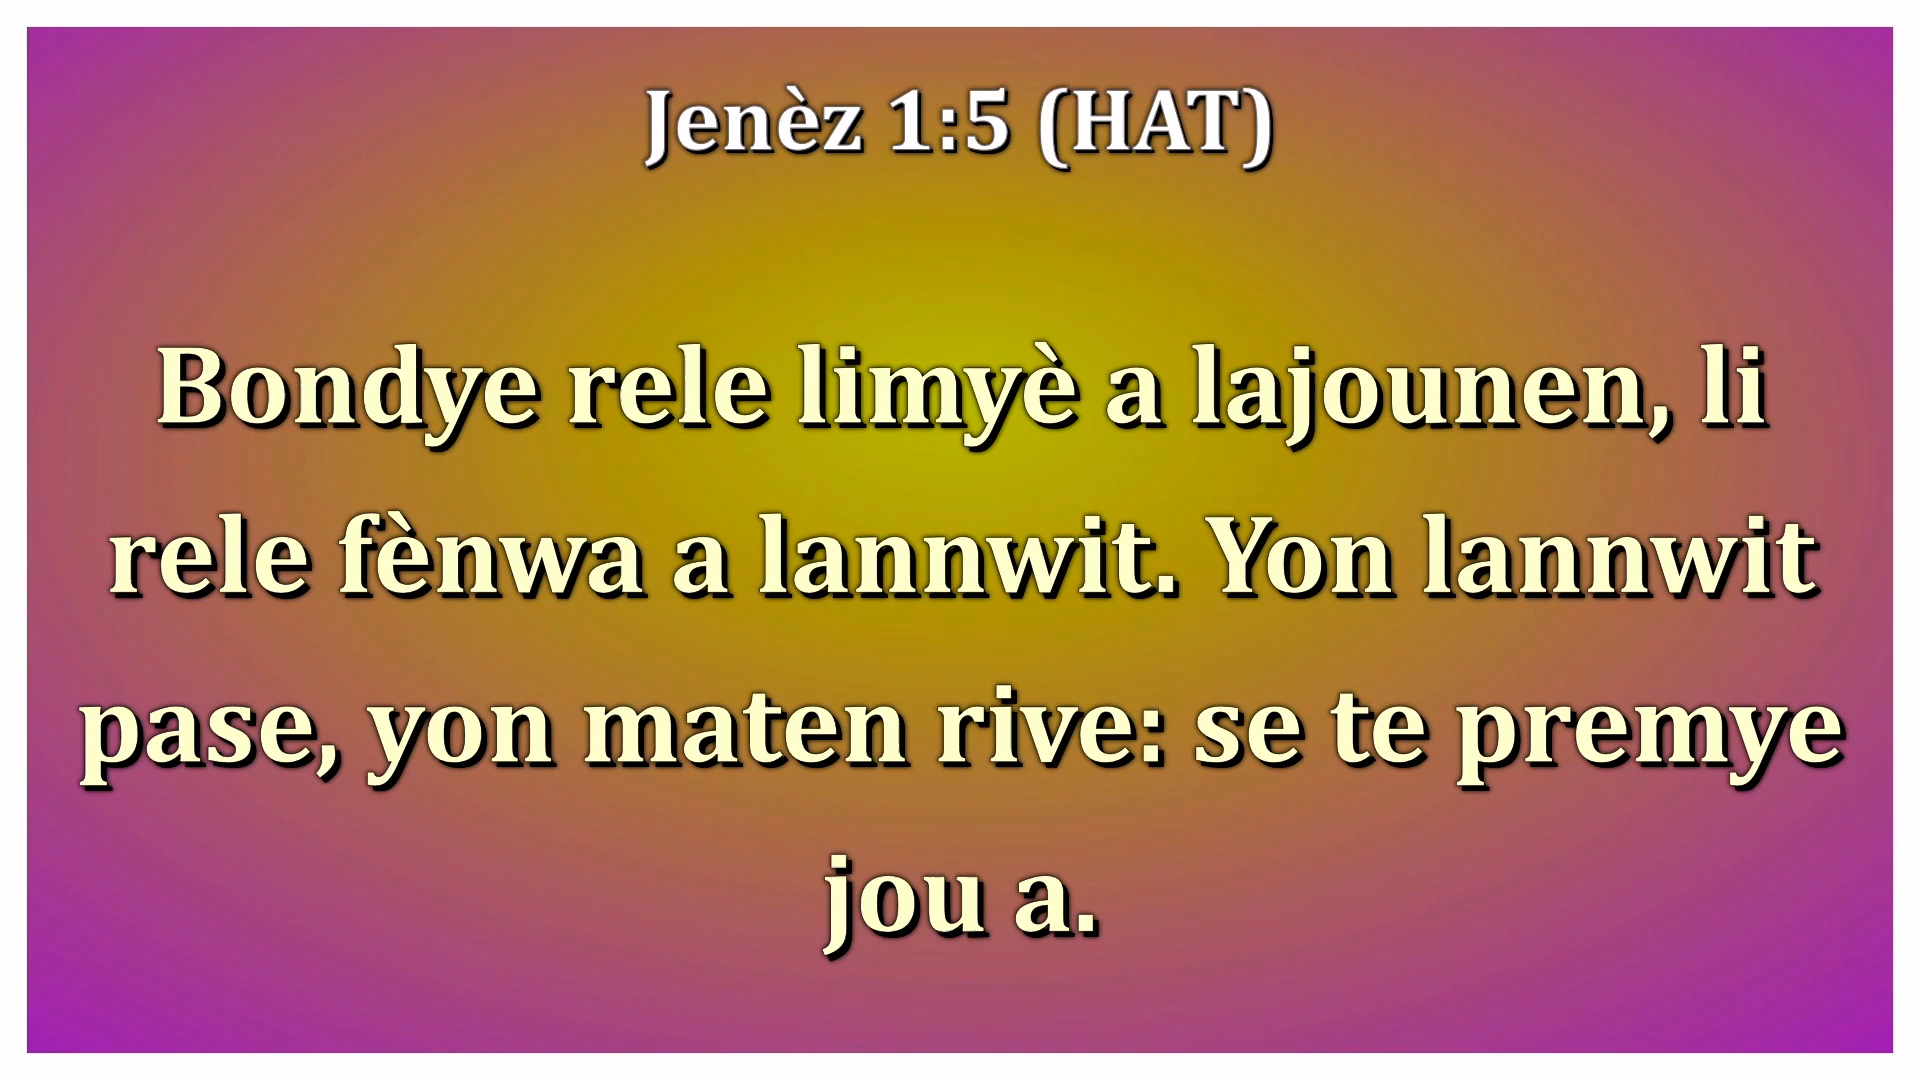 Jenèz 1:5 (HAT)
Bondye rele limyè a lajounen, li
rele fènwa a lannwit. Yon lannwit
pase, yon maten rive: se te premye
jou a.